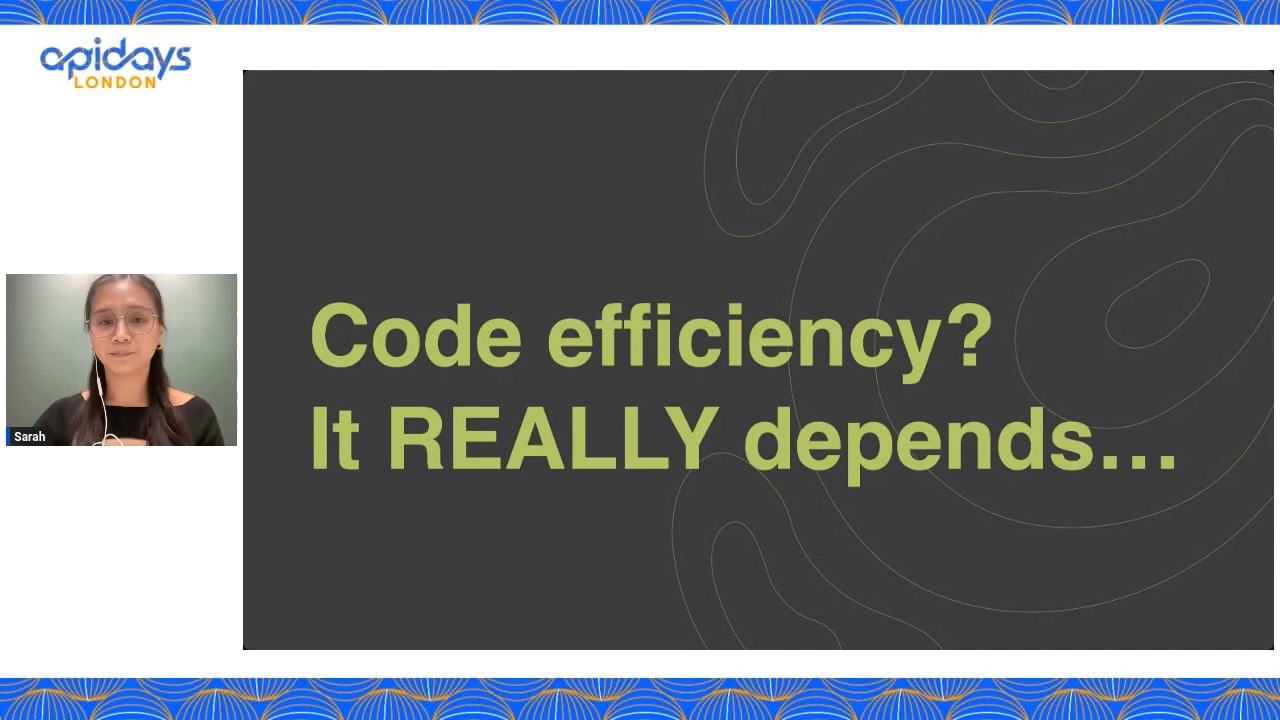 apidays
LONDON
Sarah
Code efficiency?
It REALLY depends...